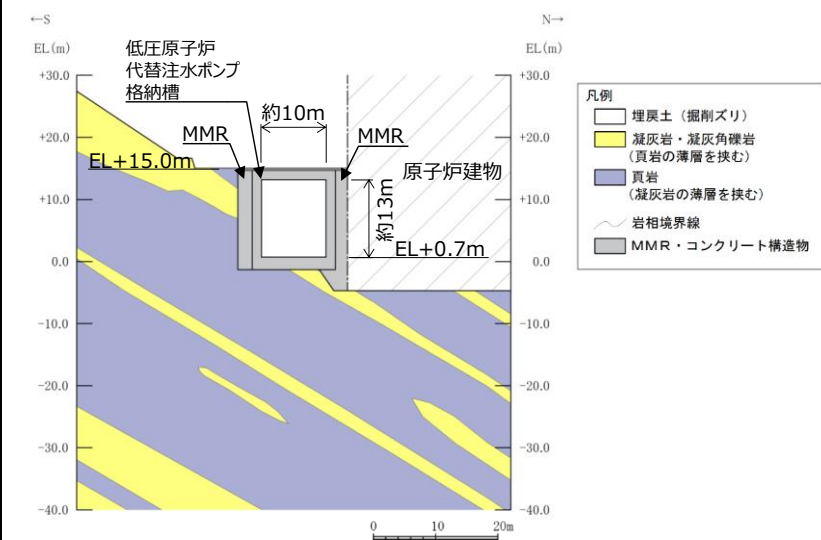 ←S
N→
EL(m)
EL(m)
低圧原子炉
代替注水ポンプ
格納槽
約10m
MMR
MMR
EL+15.0m
原子炉建物
約13m
EL+0.7m
+30.0
+20.0
+10.0
0.0
-10.0
-20.0
-30.0
-40.0
+30.0
+20.0
+10.0
0.0
-10.0
-20.0
-30.0
-40.0
0 10 20m
凡例
埋戻土（掘削ズリ）
凝灰岩・凝灰角礫岩
(頁岩の薄層を挟む)
頁岩
(凝灰岩の薄層を挟む)
岩相境界線
MMR・コンクリート構造物